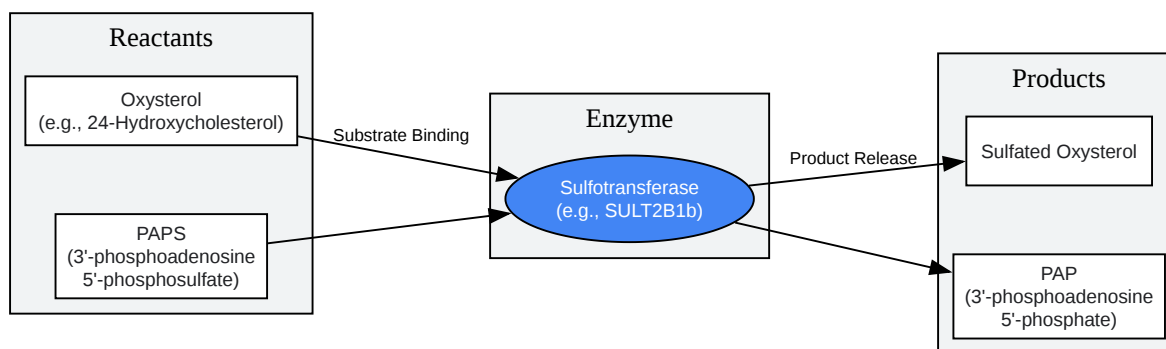 Reactants
Oxysterol
(e.g., 24-Hydroxycholesterol)
PAPS
(3'-phosphoadenosine
5'-phosphosulfate)
Substrate Binding
Enzyme
Sulfotransferase
(e.g., SULT2B1b)
Product Release
Products
Sulfated Oxysterol
PAP
(3'-phosphoadenosine
5'-phosphate)